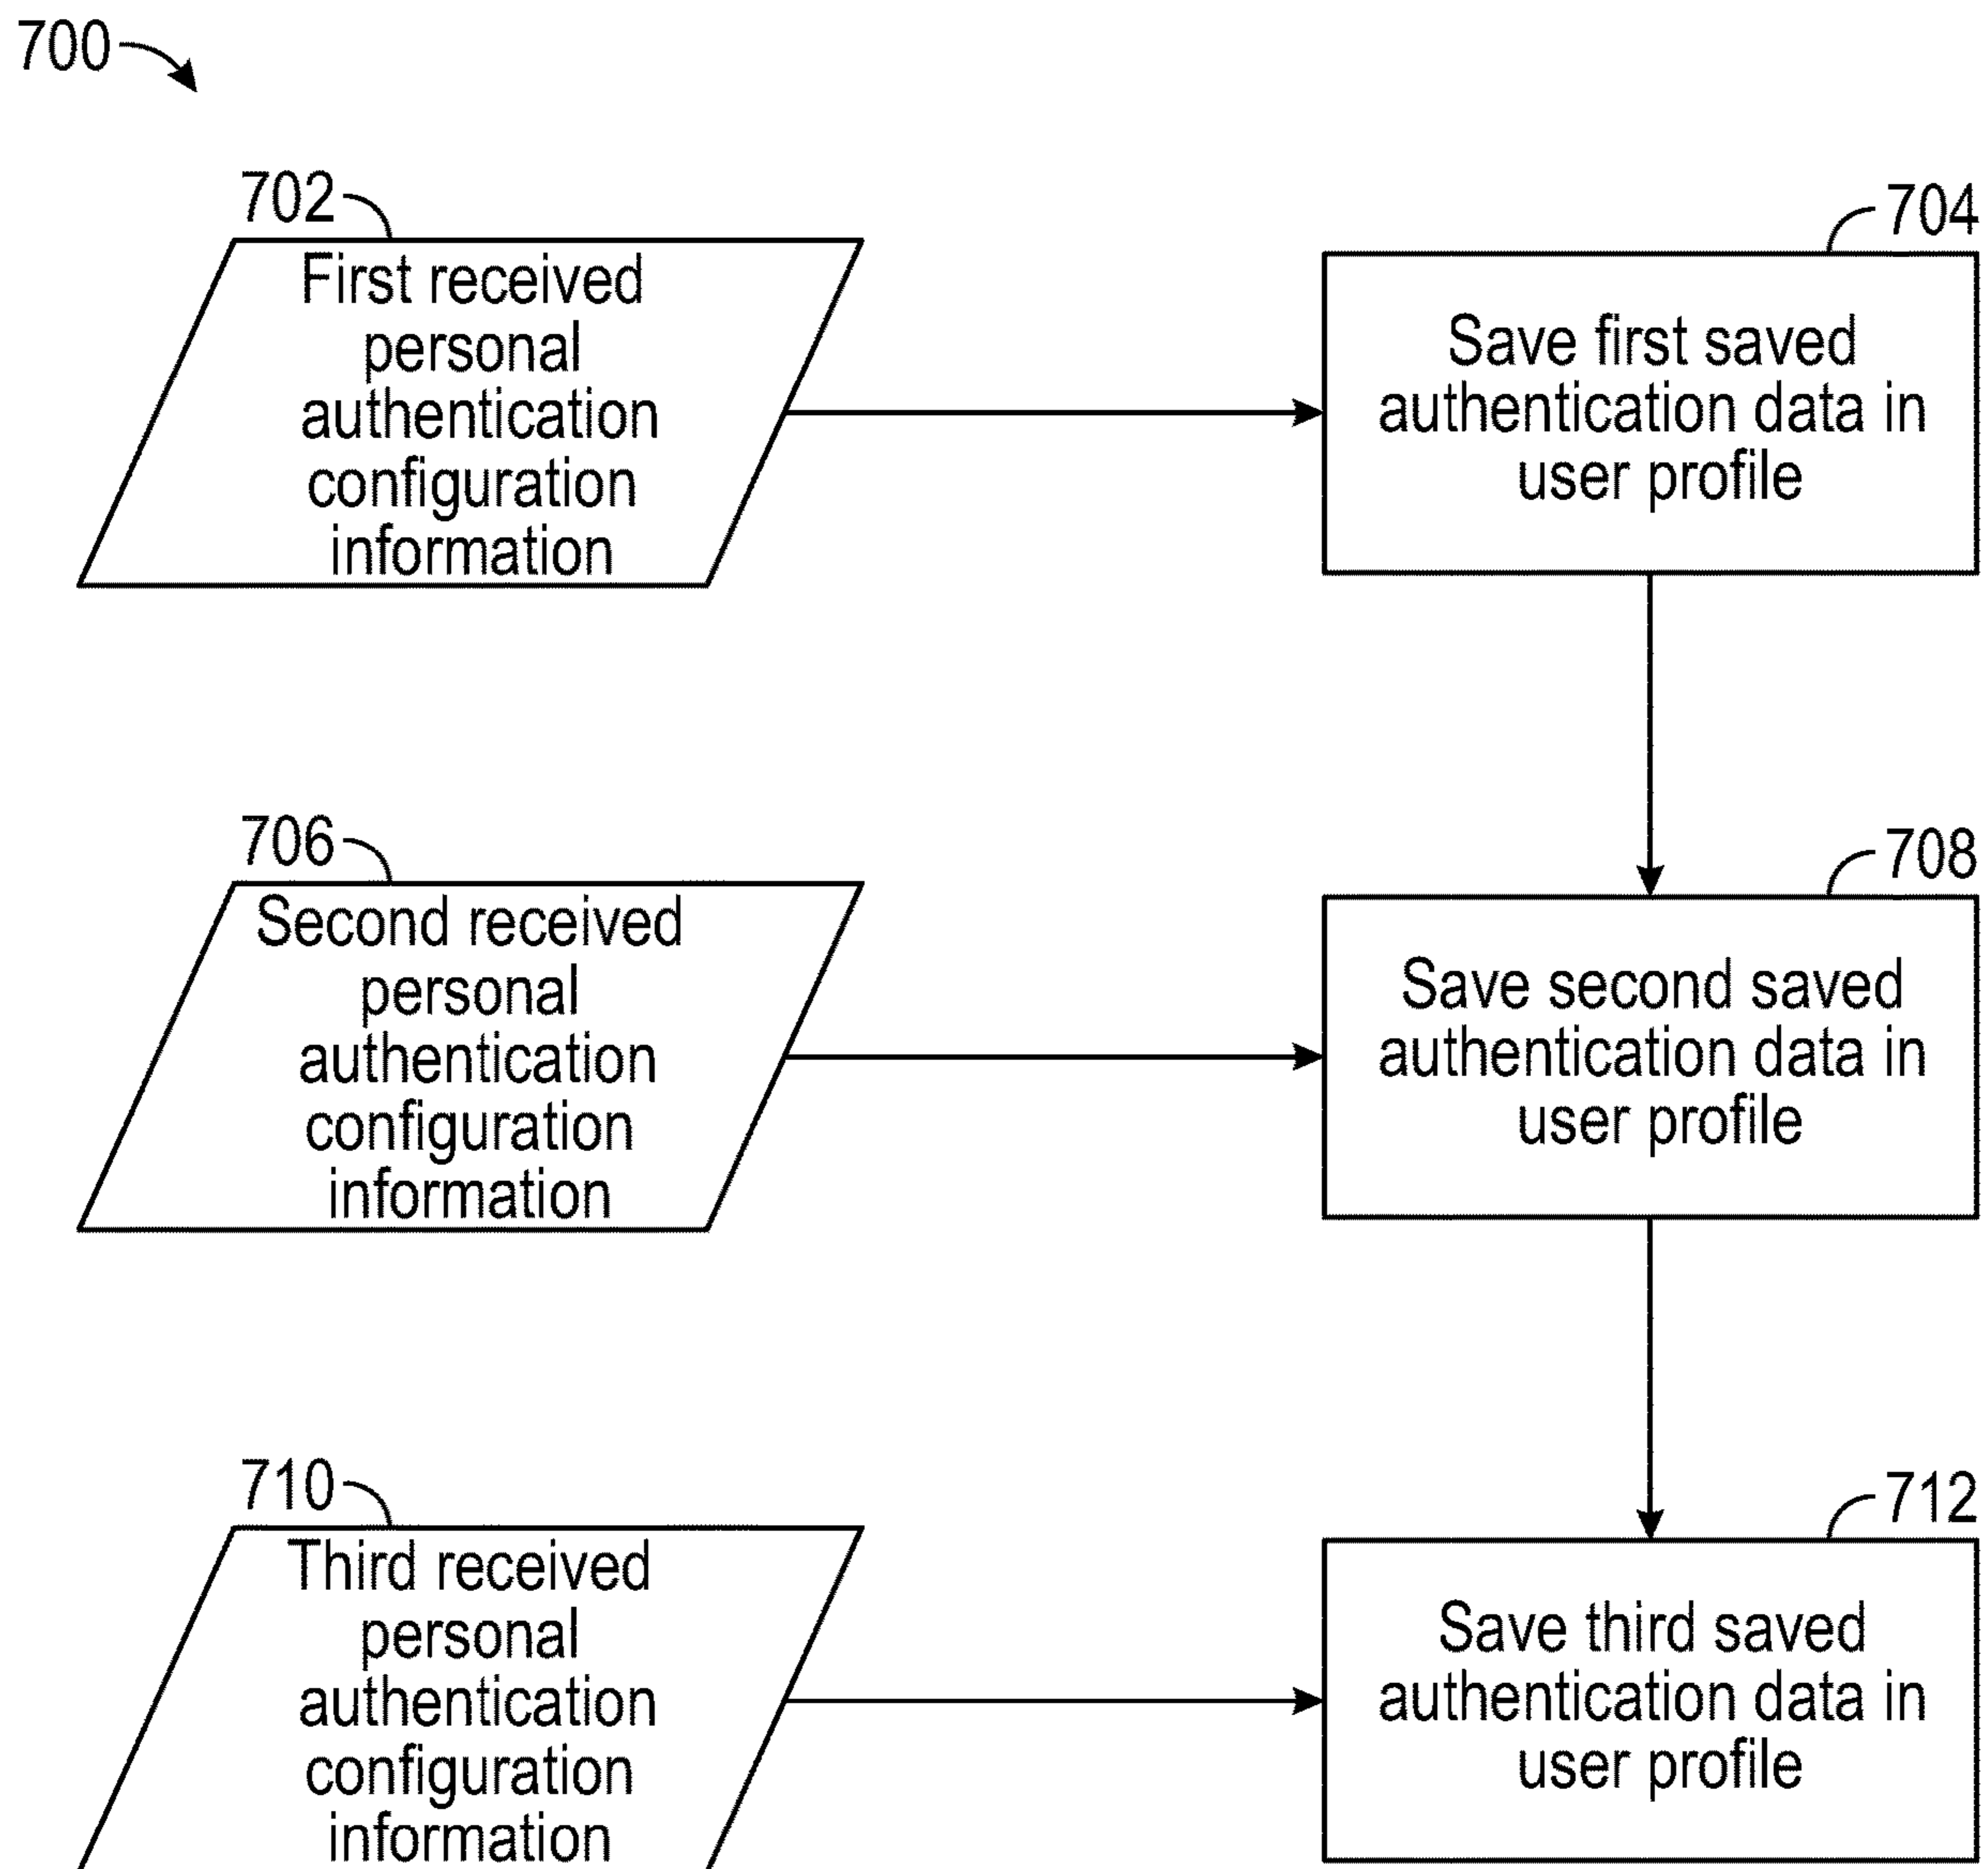 700
702
First received
personal
authentication
configuration
information
704
Save first saved
authentication data in
user profile
706
Second received
personal
authentication
configuration
information
708
Save second saved
authentication data in
user profile
710
Third received
personal
authentication
configuration
information
712
Save third saved
authentication data in
user profile